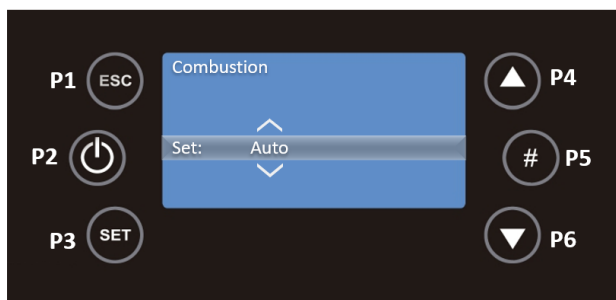 P1 ESC
Combustion
P4
P2
Set: Auto
# P5
P3 SET
P6